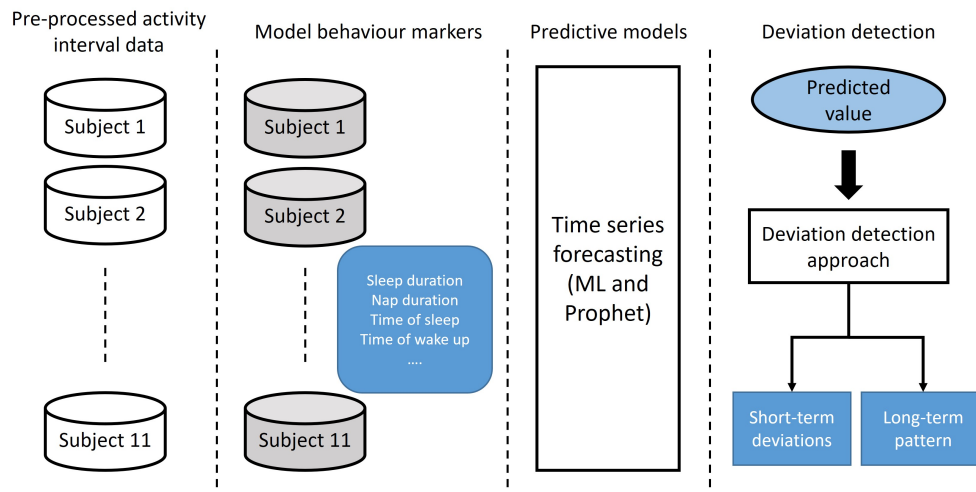 Pre-processed activity
interval data
Subject 1
Subject 2
Subject 11
Model behaviour markers
Subject 1
Subject 2
Sleep duration
Nap duration
Time of sleep
Time of wake up
....
Subject 11
Predictive models
Time series
forecasting
(ML and
Prophet)
Deviation detection
Predicted
value
Deviation detection
approach
Short-term
deviations
Long-term
pattern